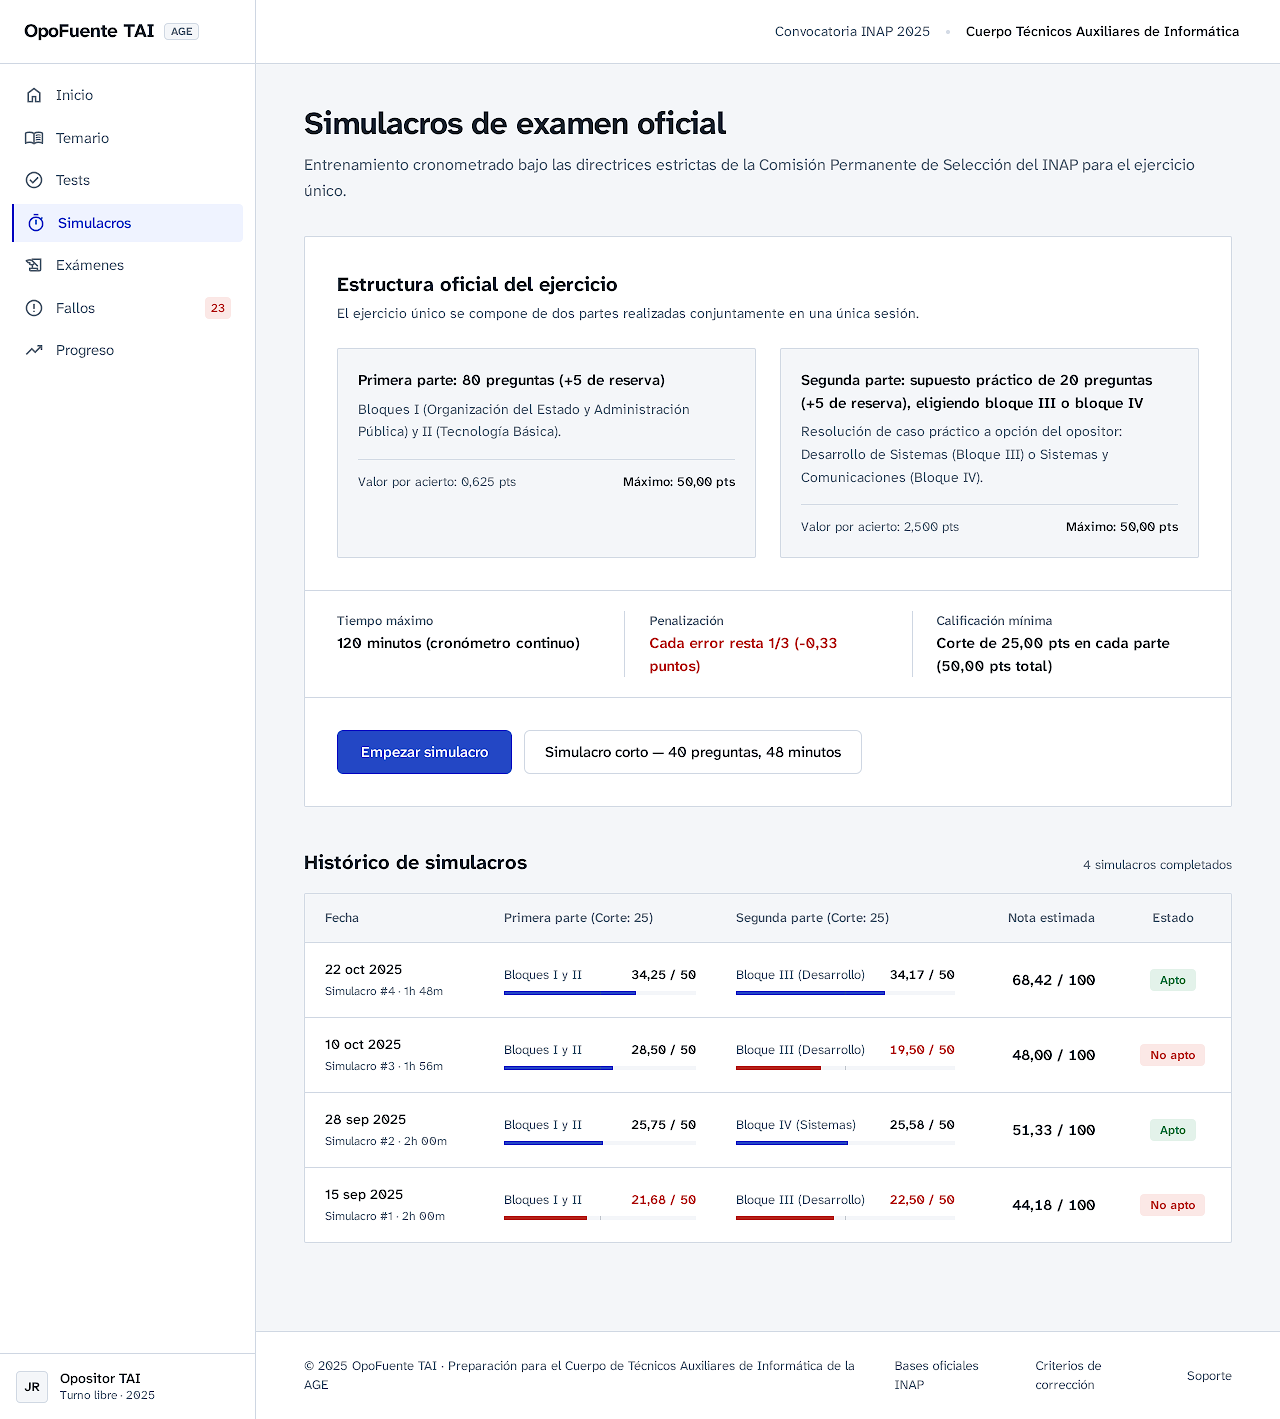 OpoFuente TAI AGE
Convocatoria INAP 2025 • Cuerpo Técnicos Auxiliares de Informática
Inicio
Temario
Tests
Simulacros
Exámenes
Fallos 23
Progreso
Simulacros de examen oficial
Entrenamiento cronometrado bajo las directrices estrictas de la Comisión Permanente de Selección del INAP para el ejercicio
único.
Estructura oficial del ejercicio
El ejercicio único se compone de dos partes realizadas conjuntamente en una única sesión.
Primera parte: 80 preguntas (+5 de reserva)
Bloques I (Organización del Estado y Administración
Pública) y II (Tecnología Básica).
Valor por acierto: 0,625 pts Máximo: 50,00 pts
Segunda parte: supuesto práctico de 20 preguntas
(+5 de reserva), eligiendo bloque III o bloque IV
Resolución de caso práctico a opción del opositor:
Desarrollo de Sistemas (Bloque III) o Sistemas y
Comunicaciones (Bloque IV).
Valor por acierto: 2,500 pts Máximo: 50,00 pts
Tiempo máximo
120 minutos (cronómetro continuo)
Penalización
Cada error resta 1/3 (-0,33
puntos)
Calificación mínima
Corte de 25,00 pts en cada parte
(50,00 pts total)
Empezar simulacro
Simulacro corto — 40 preguntas, 48 minutos
Histórico de simulacros
4 simulacros completados
Fecha Primera parte (Corte: 25) Segunda parte (Corte: 25) Nota estimada Estado
22 oct 2025
Simulacro #4 · 1h 48m
Bloques I y II 34,25 / 50
Bloque III (Desarrollo) 34,17 / 50
68,42 / 100
Apto
10 oct 2025
Simulacro #3 · 1h 56m
Bloques I y II 28,50 / 50
Bloque III (Desarrollo) 19,50 / 50
48,00 / 100
No apto
28 sep 2025
Simulacro #2 · 2h 00m
Bloques I y II 25,75 / 50
Bloque IV (Sistemas) 25,58 / 50
51,33 / 100
Apto
15 sep 2025
Simulacro #1 · 2h 00m
Bloques I y II 21,68 / 50
Bloque III (Desarrollo) 22,50 / 50
44,18 / 100
No apto
JR
Opositor TAI
Turno libre · 2025
© 2025 OpoFuente TAI · Preparación para el Cuerpo de Técnicos Auxiliares de Informática de la
AGE
Bases oficiales
INAP
Criterios de
corrección
Soporte